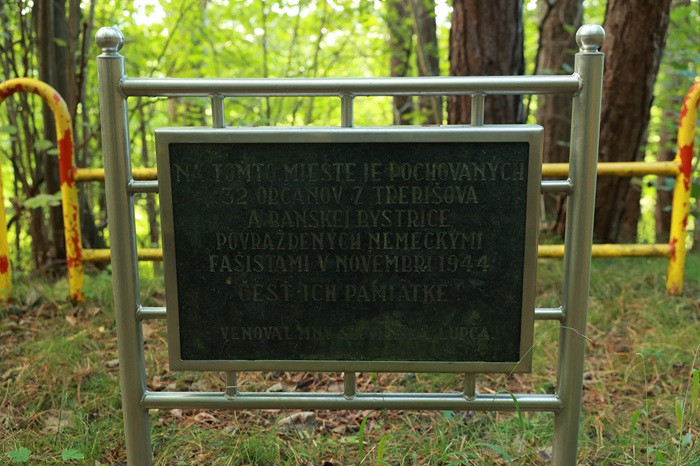 NA TOMTO MIESTE JE POCHOVANÝCH
32 OBČANOV Z TREBIŠOVA
A BANSKEJ BYSTRICE
POVRAŽDENÝCH NEMECKÝMI
FAŠISTAMI V NOVEMBRI 1944
ČESŤ ICH PAMIATKE !
VENOVAL MNV ĽUPČA.